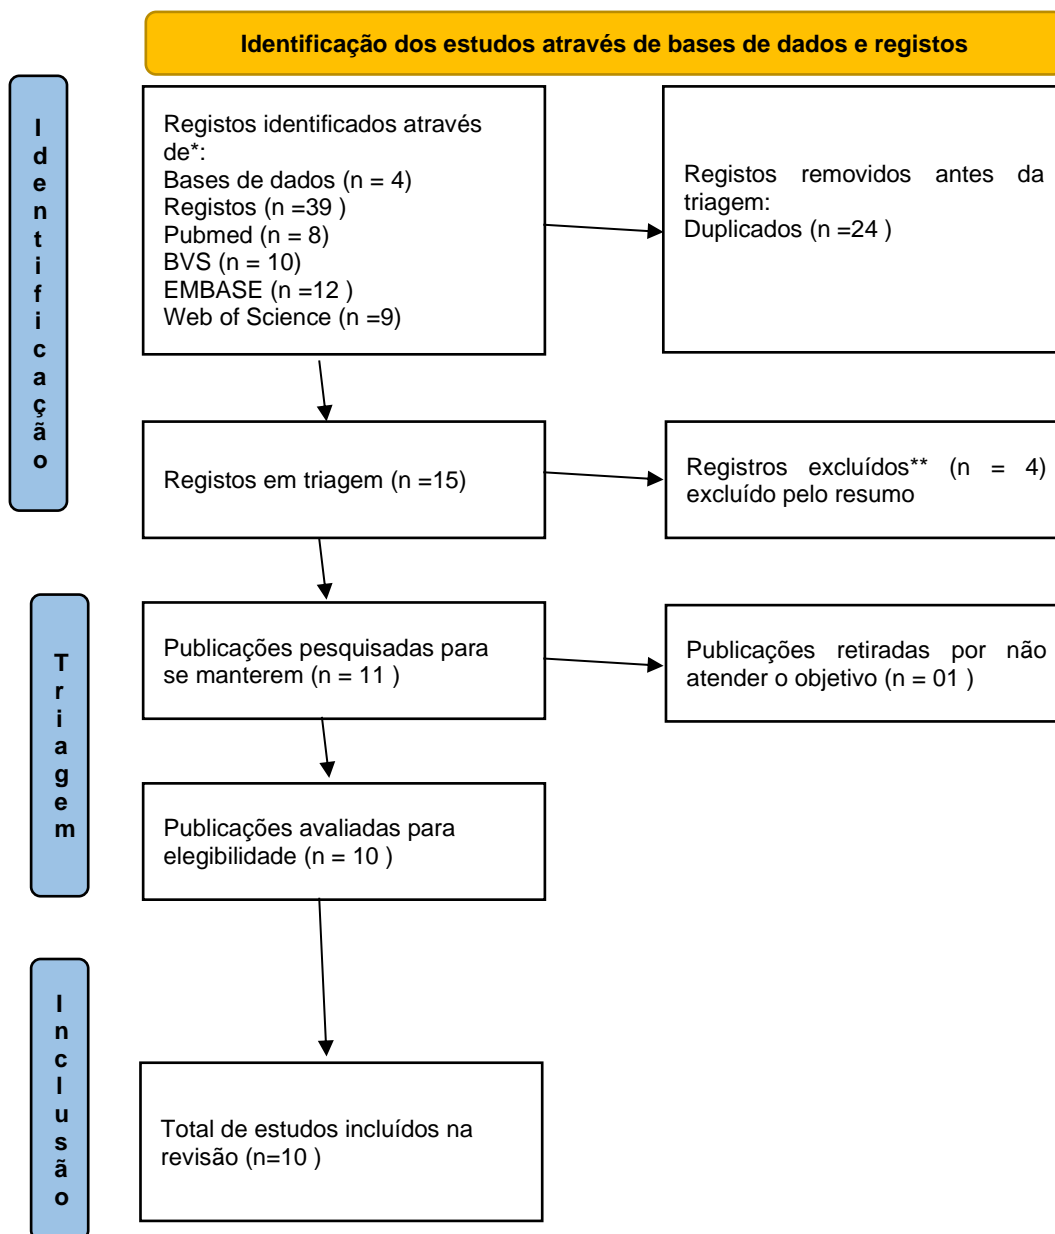 Identificação dos estudos através de bases de dados e registos
Identificação
Registos identificados através
de*:
Bases de dados (n = 4)
Registos (n =39 )
Pubmed (n = 8)
BVS (n = 10)
EMBASE (n =12 )
Web of Science (n =9)
Registos removidos antes da
triagem:
Duplicados (n =24 )
Registos em triagem (n =15)
Registros excluídos** (n = 4)
excluído pelo resumo
Triagem
Publicações pesquisadas para
se manterem (n = 11 )
Publicações retiradas por não
atender o objetivo (n = 01 )
Publicações avaliadas para
elegibilidade (n = 10 )
Inclusão
Total de estudos incluídos na
revisão (n=10 )